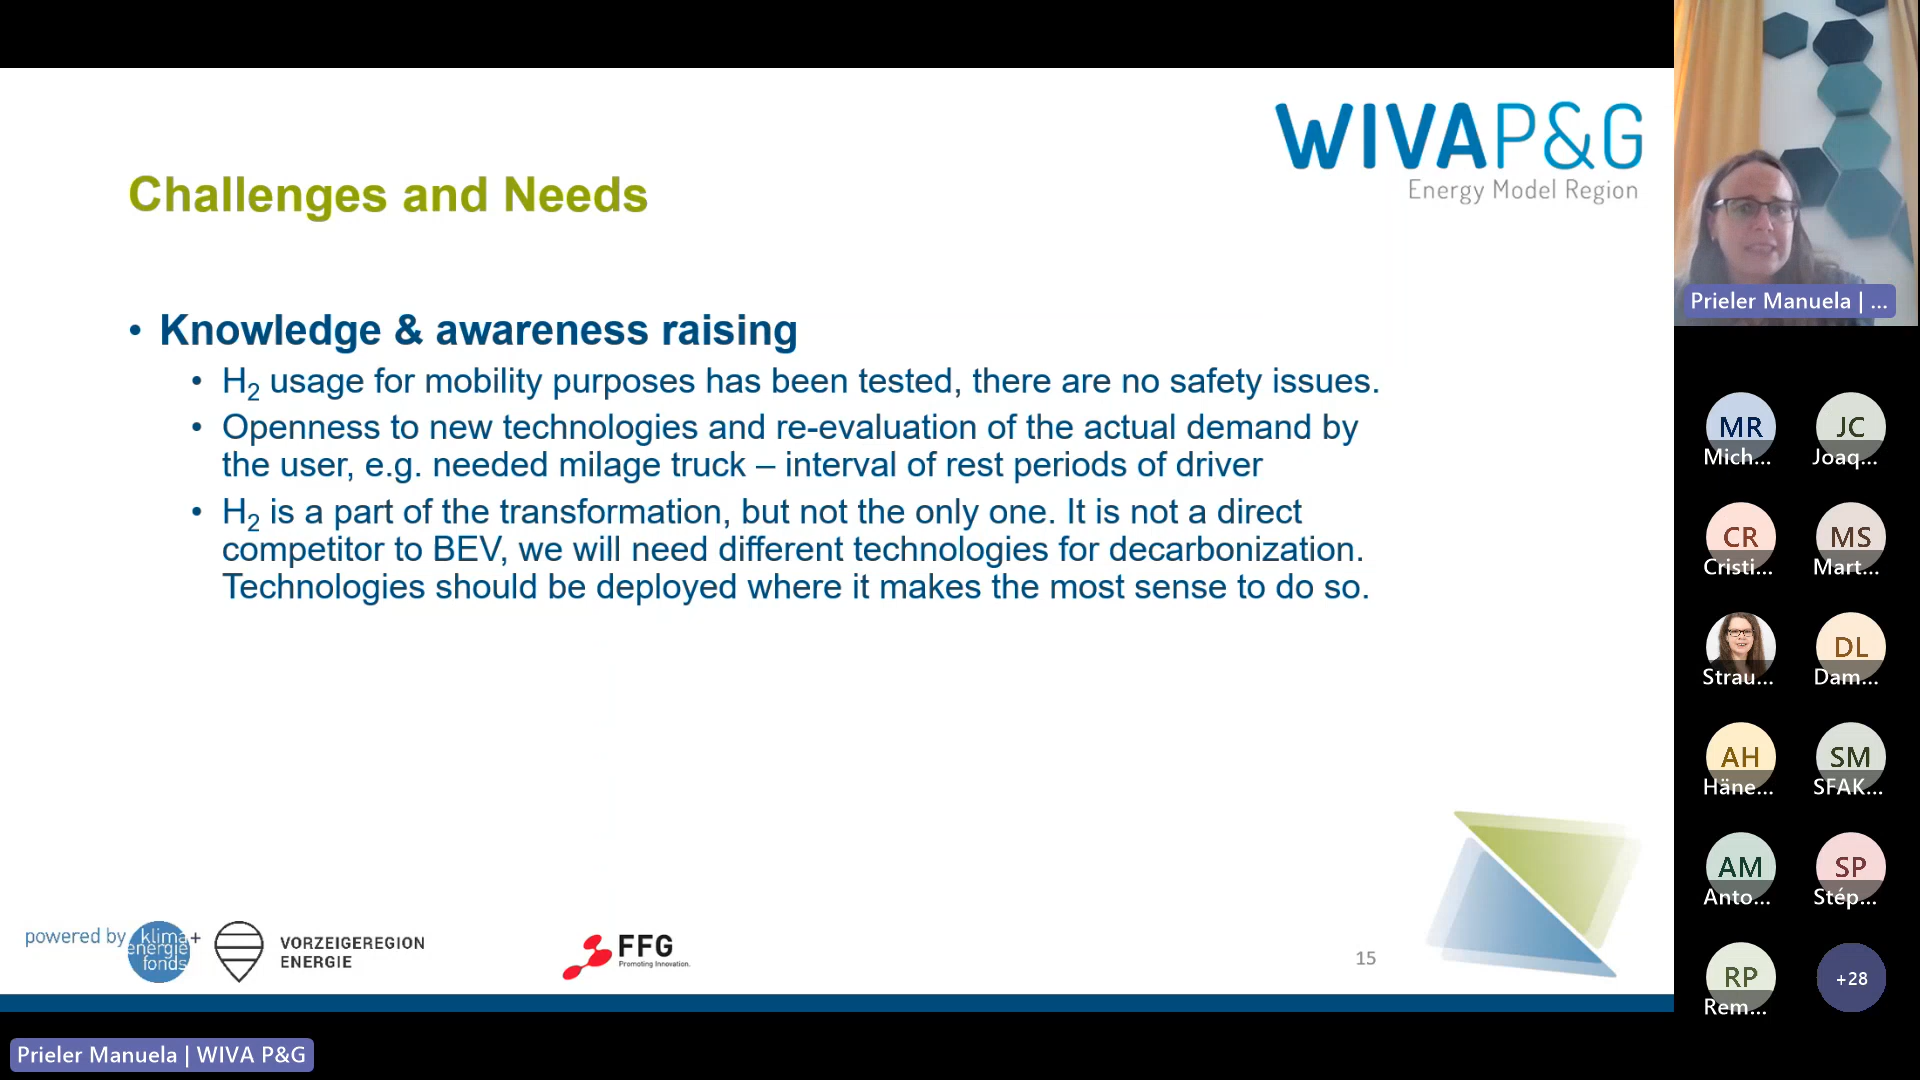 WIVAP&G
Energy Model Region
Challenges and Needs
• Knowledge & awareness raising
• H₂ usage for mobility purposes has been tested, there are no safety issues.
• Openness to new technologies and re-evaluation of the actual demand by
the user, e.g. needed milage truck – interval of rest periods of driver
• H₂ is a part of the transformation, but not the only one. It is not a direct
competitor to BEV, we will need different technologies for decarbonization.
Technologies should be deployed where it makes the most sense to do so.
powered by
klima+
energie
fonds
VORZEIGEREGION
ENERGIE
FFG
Promoting Innovation.
15
Prieler Manuela | WIVA P&G
Prieler Manuela | ...
MR
Mich...
JC
Joaq...
CR
Cristi...
MS
Mart...
Strau...
DL
Dam...
AH
Häne...
SM
SFAK...
AM
Anto...
SP
Stép...
RP
Rem...
+28